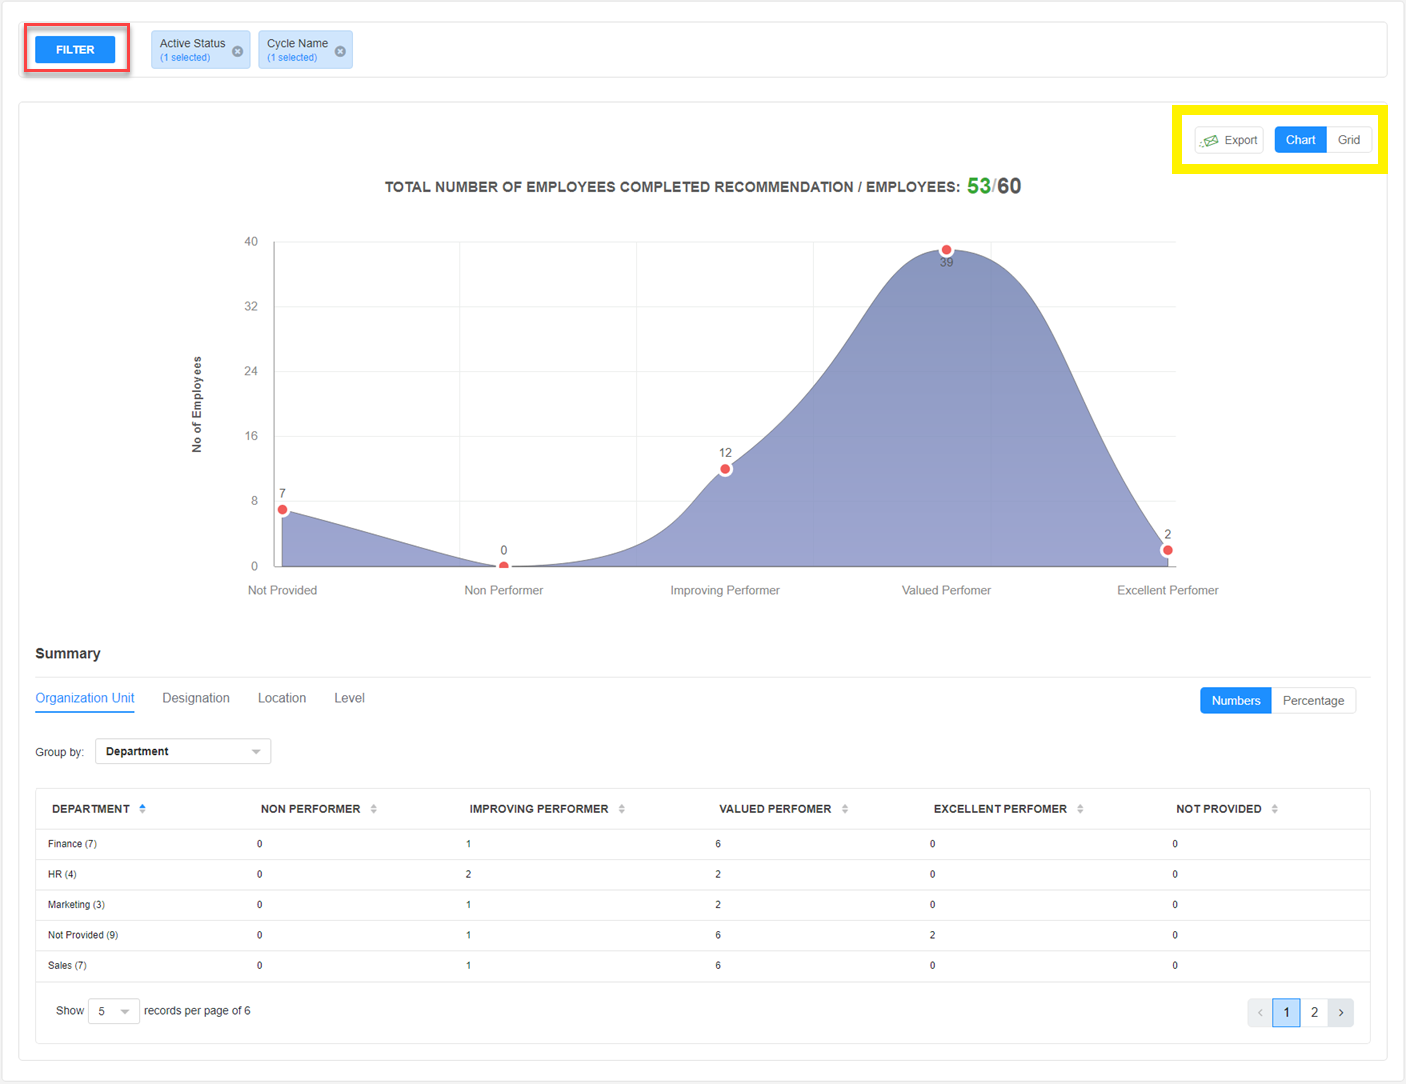 FILTER
Active Status
(1 selected)
Cycle Name
(1 selected)
Export
Chart
Grid
TOTAL NUMBER OF EMPLOYEES COMPLETED RECOMMENDATION / EMPLOYEES: 53/60
40
32
24
16
8
0
No of Employees
7
0
12
39
2
Not Provided
Non Performer
Improving Performer
Valued Perfomer
Excellent Perfomer
Summary
Organization Unit
Designation
Location
Level
Numbers
Percentage
Group by:
Department
DEPARTMENT NON PERFORMER IMPROVING PERFORMER VALUED PERFOMER EXCELLENT PERFOMER NOT PROVIDED
Finance (7) 0 1 6 0 0
HR (4) 0 2 2 0 0
Marketing (3) 0 1 2 0 0
Not Provided (9) 0 1 6 2 0
Sales (7) 0 1 6 0 0
Show 5 records per page of 6
< 1 2 >